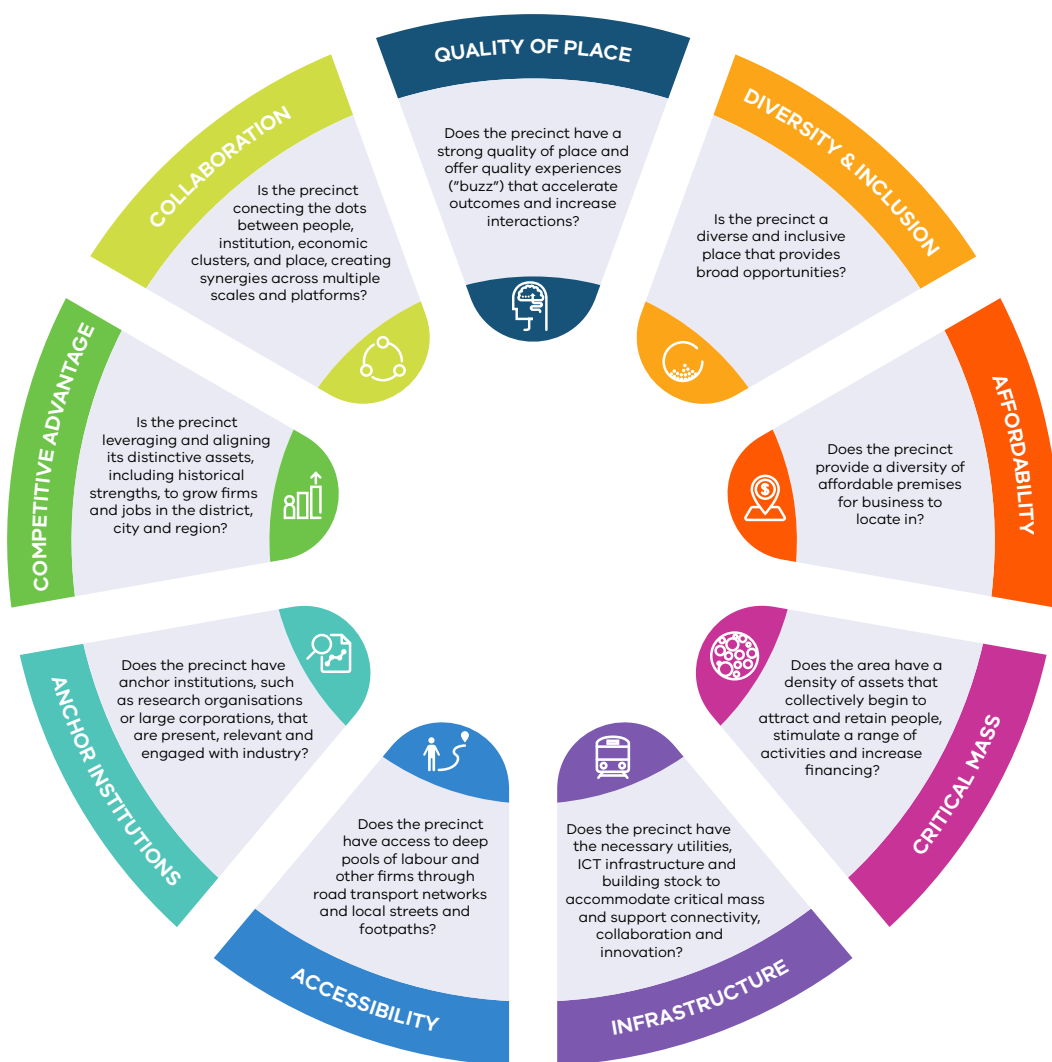 QUALITY OF PLACE
Does the precinct have a
strong quality of place and
offer quality experiences
("buzz") that accelerate
outcomes and increase
interactions?
DIVERSITY & INCLUSION
Is the precinct a
diverse and inclusive
place that provides
broad opportunities?
AFFORDABILITY
Does the precinct
provide a diversity of
affordable premises
for business to
locate in?
$
CRITICAL MASS
Does the area have a
density of assets that
collectively begin to
attract and retain people,
stimulate a range of
activities and increase
financing?
INFRASTRUCTURE
Does the precinct have
the necessary utilities,
ICT infrastructure and
building stock to
accommodate critical mass
and support connectivity,
collaboration and
innovation?
ACCESSIBILITY
Does the precinct
have access to deep
pools of labour and
other firms through
road transport networks
and local streets and
footpaths?
ANCHOR INSTITUTIONS
Does the precinct have
anchor institutions, such
as research organisations
or large corporations, that
are present, relevant and
engaged with industry?
COMPETITIVE ADVANTAGE
Is the precinct
leveraging and aligning
its distinctive assets,
including historical
strengths, to grow firms
and jobs in the district,
city and region?
COLLABORATION
Is the precinct
conecting the dots
between people,
institution, economic
clusters, and place, creating
synergies across multiple
scales and platforms?